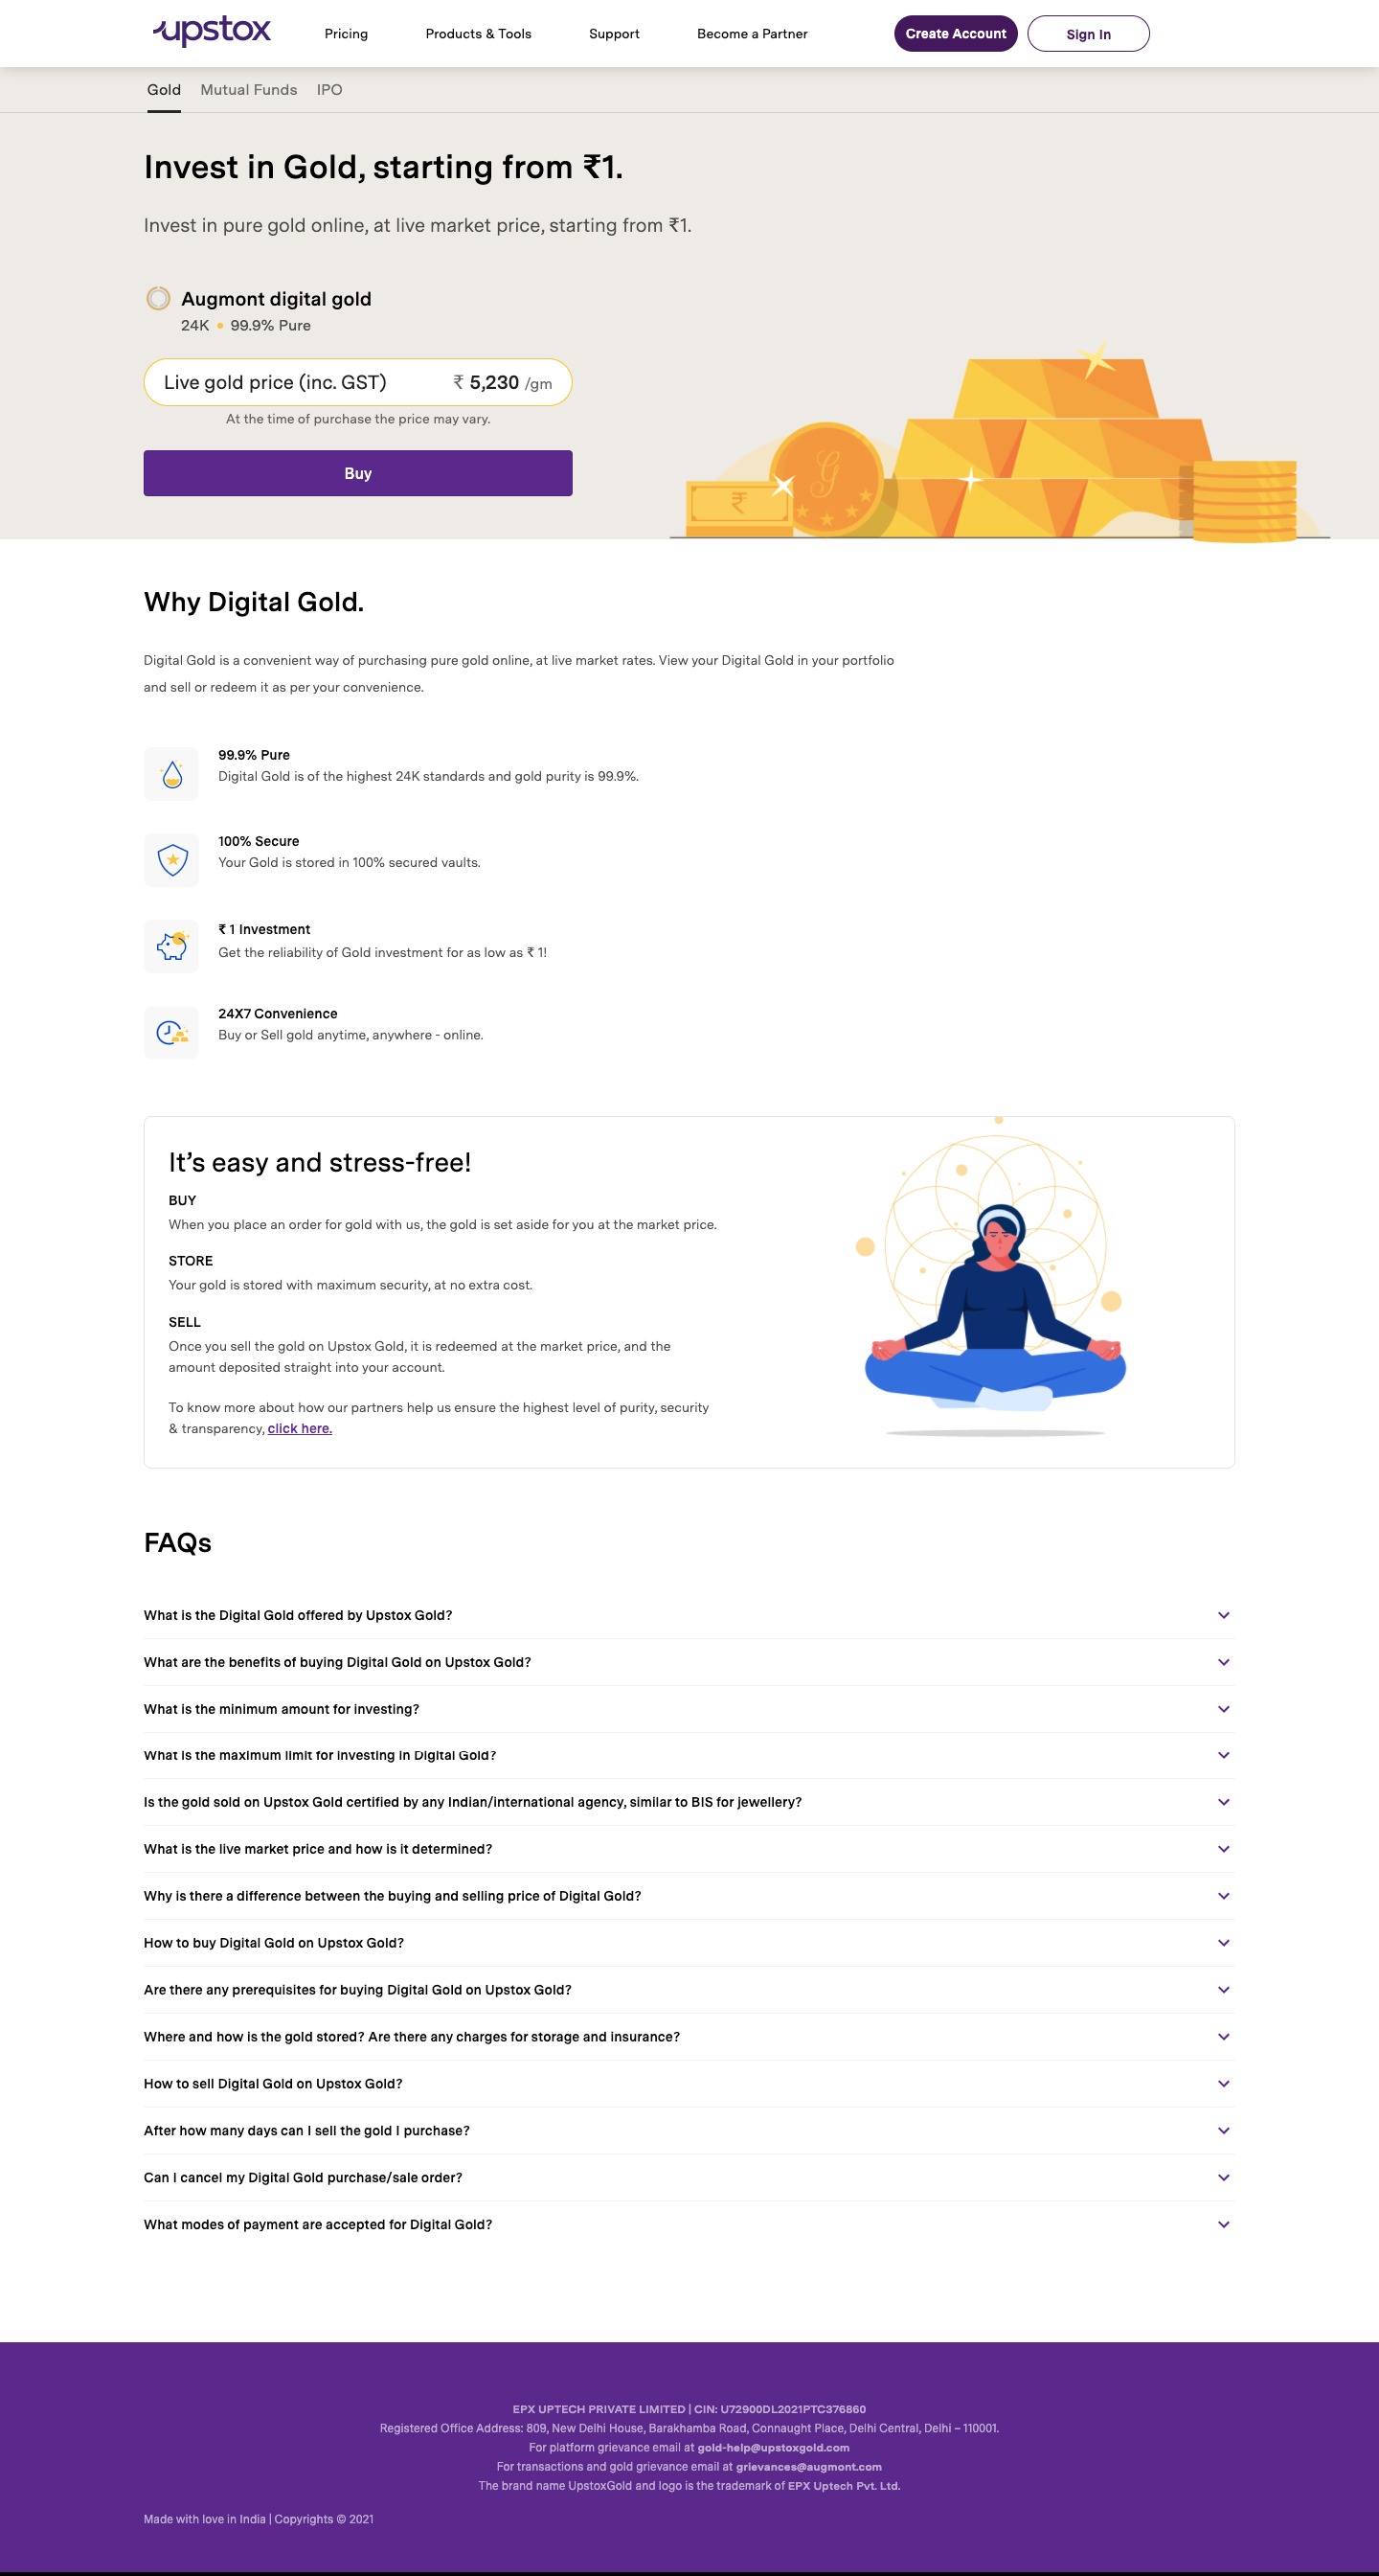 upstox
Pricing
Products & Tools
Support
Become a Partner
Create Account
Sign In
Gold
Mutual Funds
IPO
Invest in Gold, starting from ₹1.
Invest in pure gold online, at live market price, starting from ₹1.
Augmont digital gold
24K • 99.9% Pure
Live gold price (inc. GST) ₹ 5,230 /gm
At the time of purchase the price may vary.
Buy
G
₹
Why Digital Gold.
Digital Gold is a convenient way of purchasing pure gold online, at live market rates. View your Digital Gold in your portfolio
and sell or redeem it as per your convenience.
99.9% Pure
Digital Gold is of the highest 24K standards and gold purity is 99.9%.
100% Secure
Your Gold is stored in 100% secured vaults.
₹ 1 Investment
Get the reliability of Gold investment for as low as ₹ 1!
24X7 Convenience
Buy or Sell gold anytime, anywhere - online.
It’s easy and stress-free!
BUY
When you place an order for gold with us, the gold is set aside for you at the market price.
STORE
Your gold is stored with maximum security, at no extra cost.
SELL
Once you sell the gold on Upstox Gold, it is redeemed at the market price, and the
amount deposited straight into your account.
To know more about how our partners help us ensure the highest level of purity, security
& transparency, click here.
FAQs
What is the Digital Gold offered by Upstox Gold?
What are the benefits of buying Digital Gold on Upstox Gold?
What is the minimum amount for investing?
What is the maximum limit for investing in Digital Gold?
Is the gold sold on Upstox Gold certified by any Indian/international agency, similar to BIS for jewellery?
What is the live market price and how is it determined?
Why is there a difference between the buying and selling price of Digital Gold?
How to buy Digital Gold on Upstox Gold?
Are there any prerequisites for buying Digital Gold on Upstox Gold?
Where and how is the gold stored? Are there any charges for storage and insurance?
How to sell Digital Gold on Upstox Gold?
After how many days can I sell the gold I purchase?
Can I cancel my Digital Gold purchase/sale order?
What modes of payment are accepted for Digital Gold?
EPX UPTECH PRIVATE LIMITED | CIN: U72900DL2021PTC376860
Registered Office Address: 809, New Delhi House, Barakhamba Road, Connaught Place, Delhi Central, Delhi – 110001.
For platform grievance email at gold-help@upstoxgold.com
For transactions and gold grievance email at grievances@augmont.com
The brand name UpstoxGold and logo is the trademark of EPX Uptech Pvt. Ltd.
Made with love in India | Copyrights © 2021